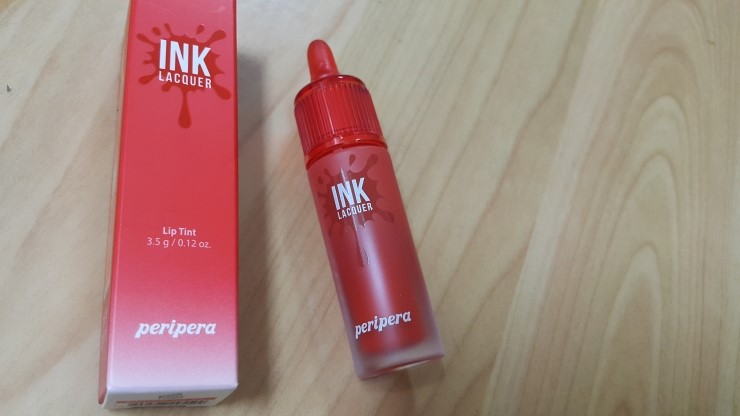 INK
LACQUER
Lip Tint
3.5 g / 0.12 oz.
peripera
INK
LACQUER
peripera